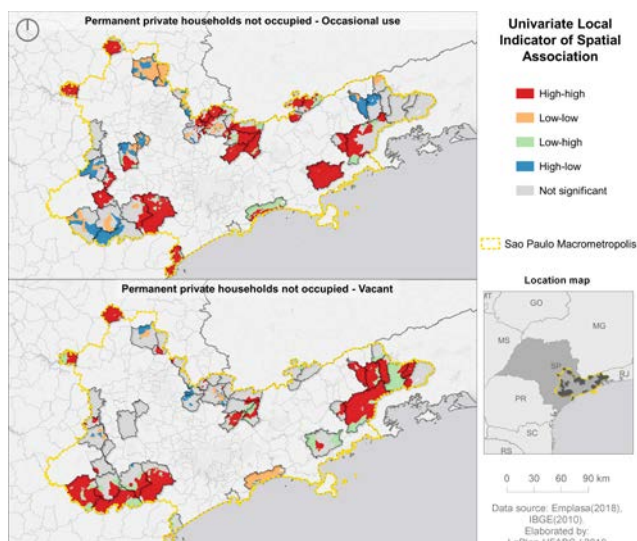 Permanent private households not occupied - Occasional use
Univariate Local
Indicator of Spatial
Association
High-high
Low-low
Low-high
High-low
Not significant
Sao Paulo Macrometropolis
Permanent private households not occupied - Vacant
Location map
MT
GO
MG
MS
SP
RJ
PR
SC
RS
0 30 60 90 km
Data source: Emplasa(2018),
IBGE(2010).
Elaborated by: